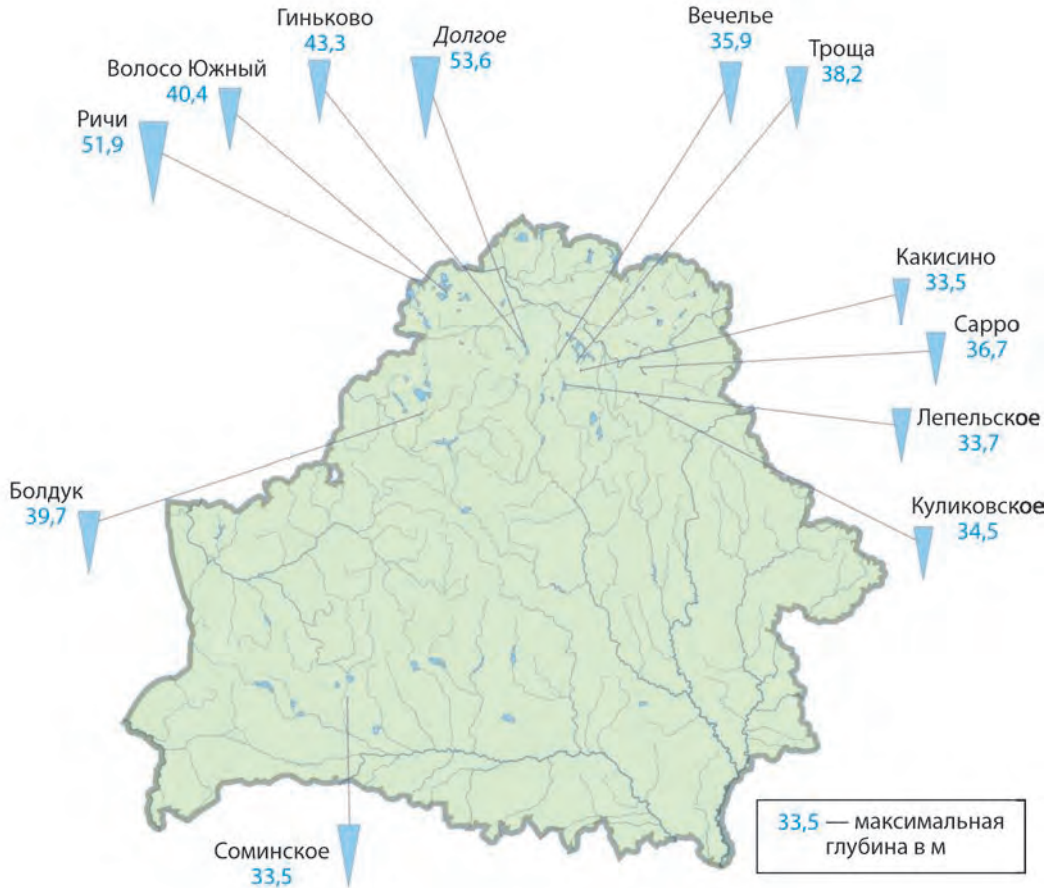 Гиньково
43,3
Долгое
53,6
Вечелье
35,9
Троща
38,2
Волосо Южный
40,4
Ричи
51,9
Какисино
33,5
Сарро
36,7
Лепельское
33,7
Куликовское
34,5
Болдук
39,7
Соминское
33,5
33,5 — максимальная
глубина в м